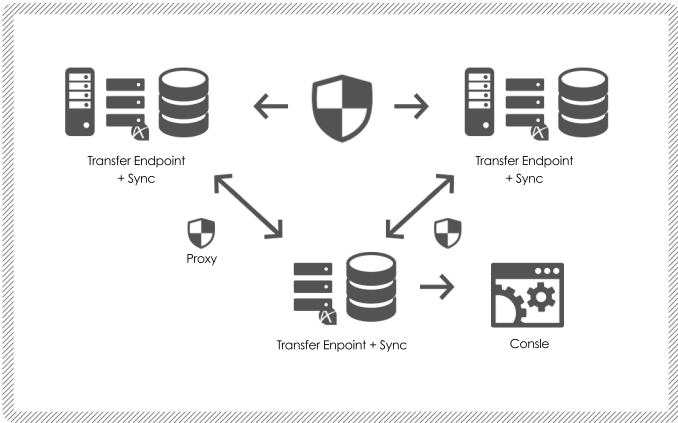 Transfer Endpoint
+ Sync
Transfer Endpoint
+ Sync
Proxy
Transfer Enpoint + Sync
Consle